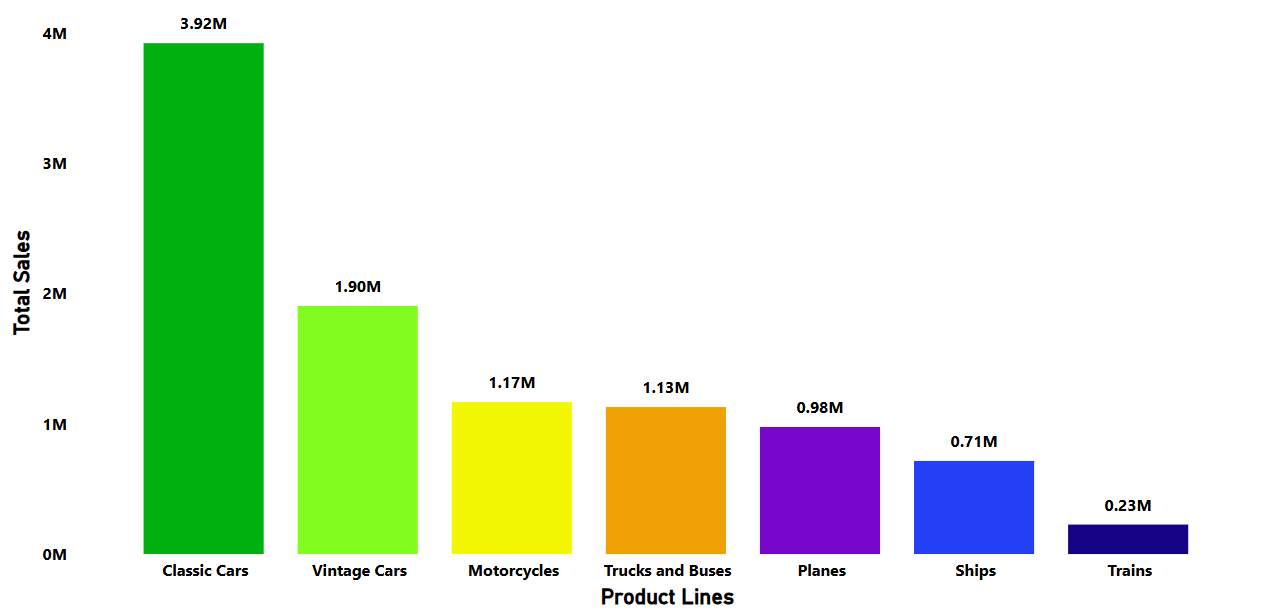 3.92M
4M
3M
1.90M
2M
1.17M
1.13M
0.98M
1M
0.71M
0.23M
0M
Total Sales
Classic Cars
Vintage Cars
Motorcycles
Trucks and Buses
Planes
Ships
Trains
Product Lines